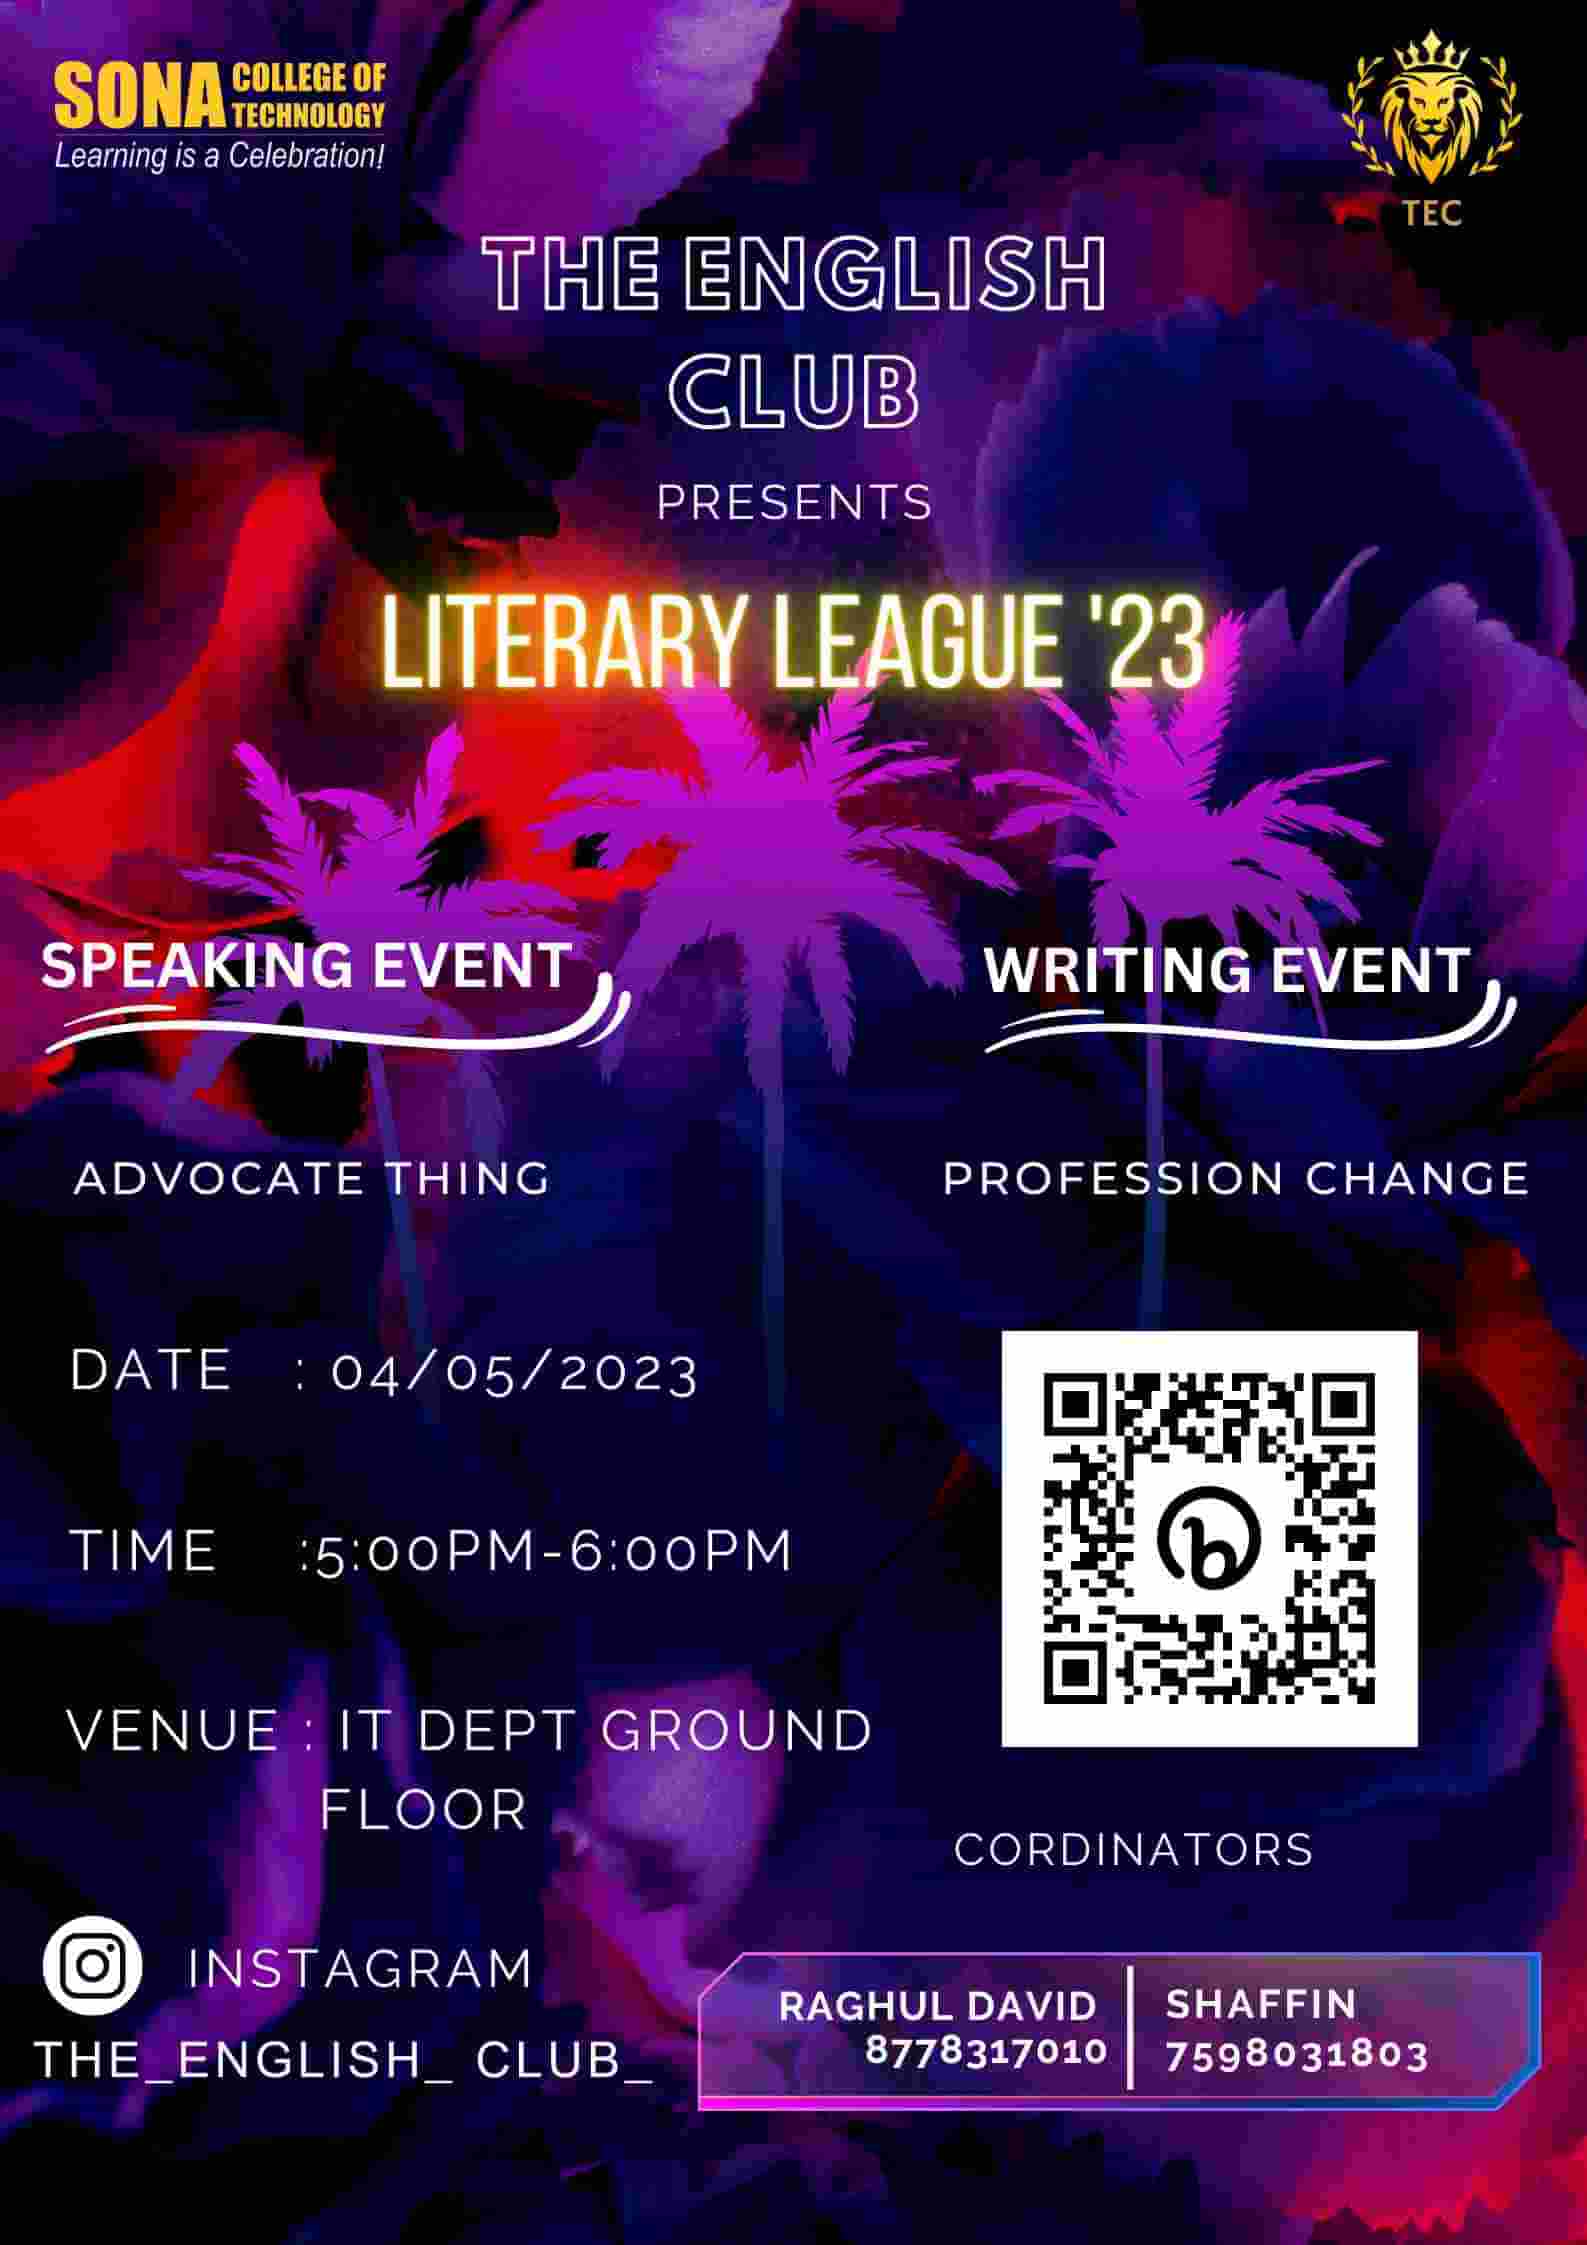 SONA COLLEGE OF
TECHNOLOGY
Learning is a Celebration!
TEC
THE ENGLISH
CLUB
PRESENTS
LITERARY LEAGUE '23
SPEAKING EVENT
WRITING EVENT
ADVOCATE THING
PROFESSION CHANGE
DATE : 04/05/2023
TIME :5:00PM-6:00PM
VENUE : IT DEPT GROUND
FLOOR
CORDINATORS
INSTAGRAM
THE_ENGLISH_ CLUB_
RAGHUL DAVID
8778317010
SHAFFIN
7598031803